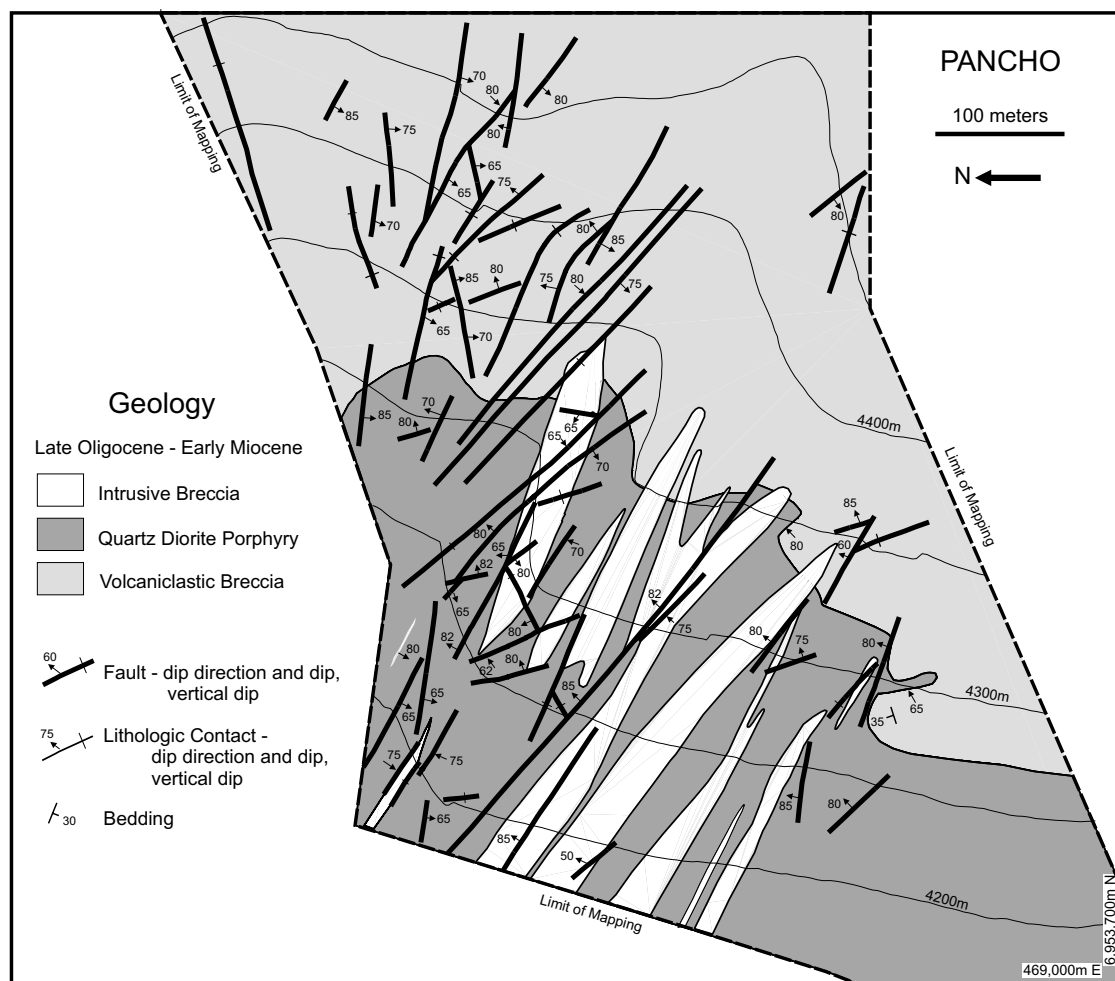 PANCHO
100 meters
N
Limit of Mapping
70
80
80
85
75
80
65
65
75
70
80
85
80
80
75
85
75
65
70
80
4400m
Limit of Mapping
Geology
Late Oligocene - Early Miocene
Intrusive Breccia
Quartz Diorite Porphyry
Volcaniclastic Breccia
60
Fault - dip direction and dip,
vertical dip
75
Lithologic Contact -
dip direction and dip,
vertical dip
30
Bedding
70
80
85
65
65
70
80
65
82
80
70
65
82
80
62
80
80
65
65
85
75
75
65
82
75
80
85
60
80
75
80
65
35
4300m
85
80
85
50
4200m
Limit of Mapping
469,000m E
6,953,700m N